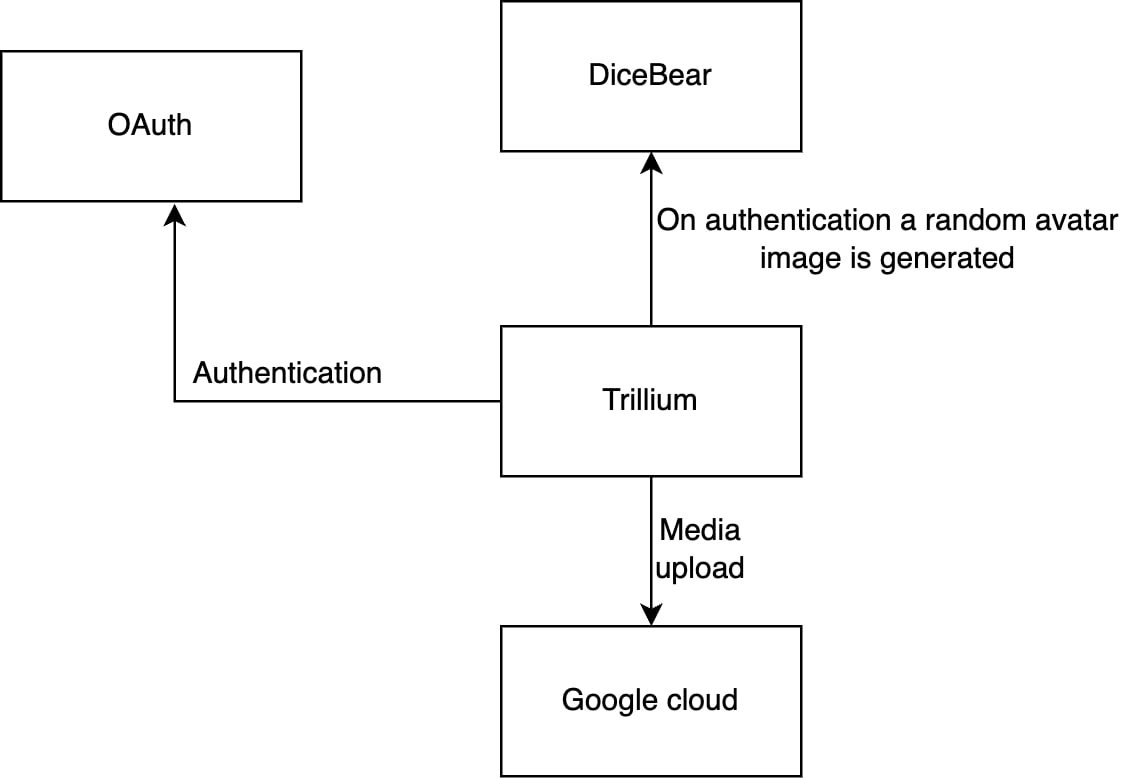 DiceBear
OAuth
On authentication a random avatar
image is generated
Authentication
Trillium
Media
upload
Google cloud